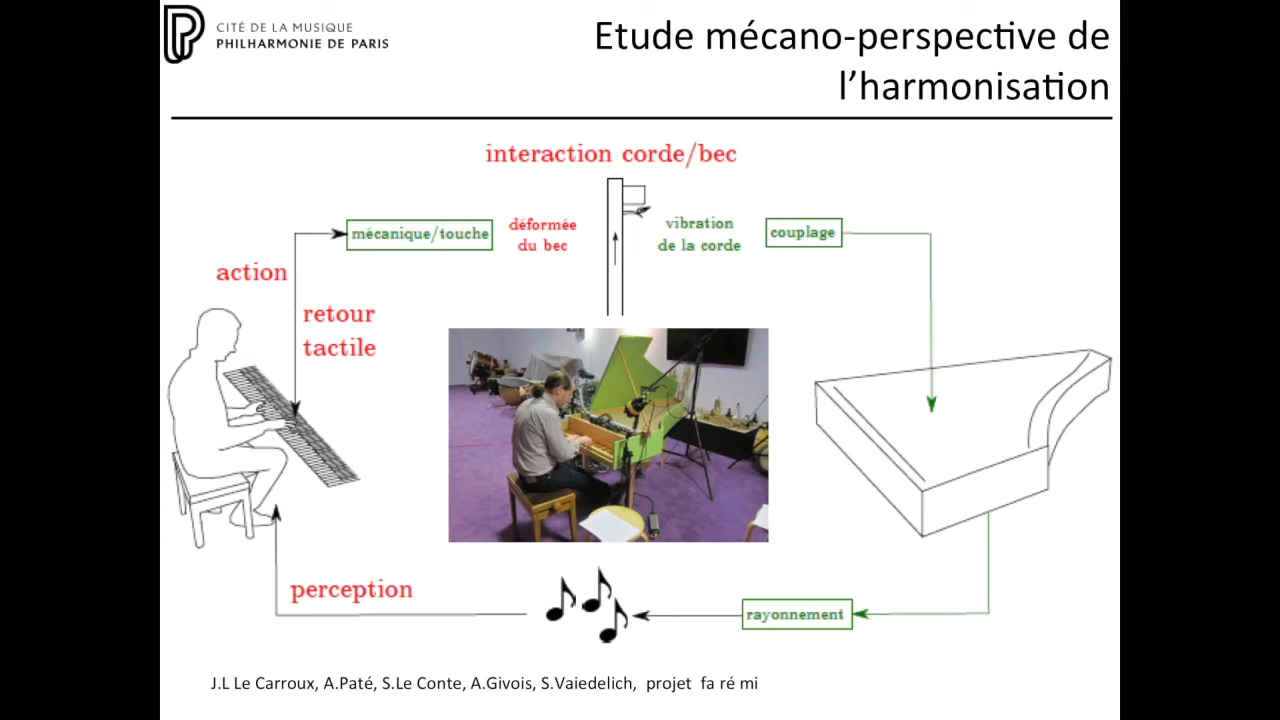 CITÉ DE LA MUSIQUE
PHILHARMONIE DE PARIS
Etude mécano-perspective de
l’harmonisation
interaction corde/bec
mécanique/touche
déformée
du bec
vibration
de la corde
couplage
action
retour
tactile
perception
rayonnement
J.L Le Carroux, A.Paté, S.Le Conte, A.Givois, S.Vaiedelich, projet fa ré mi